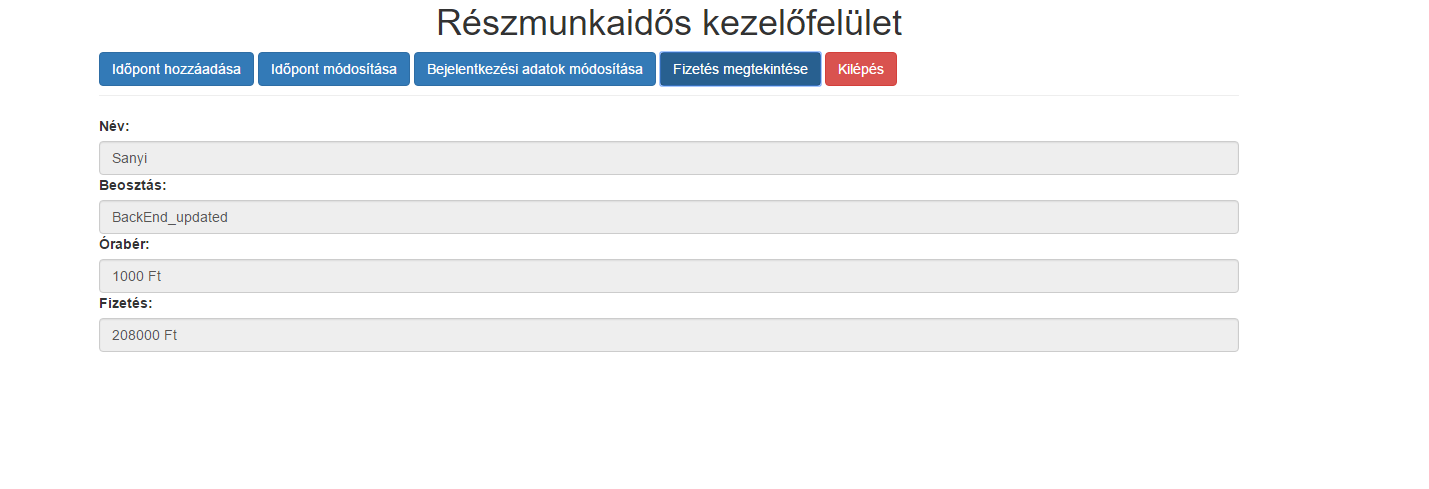 Részmunkaidős kezelőfelület
Időpont hozzáadása Időpont módosítása Bejelentkezési adatok módosítása Fizetés megtekintése Kilépés
Név:
Sanyi
Beosztás:
BackEnd_updated
Órabér:
1000 Ft
Fizetés:
208000 Ft